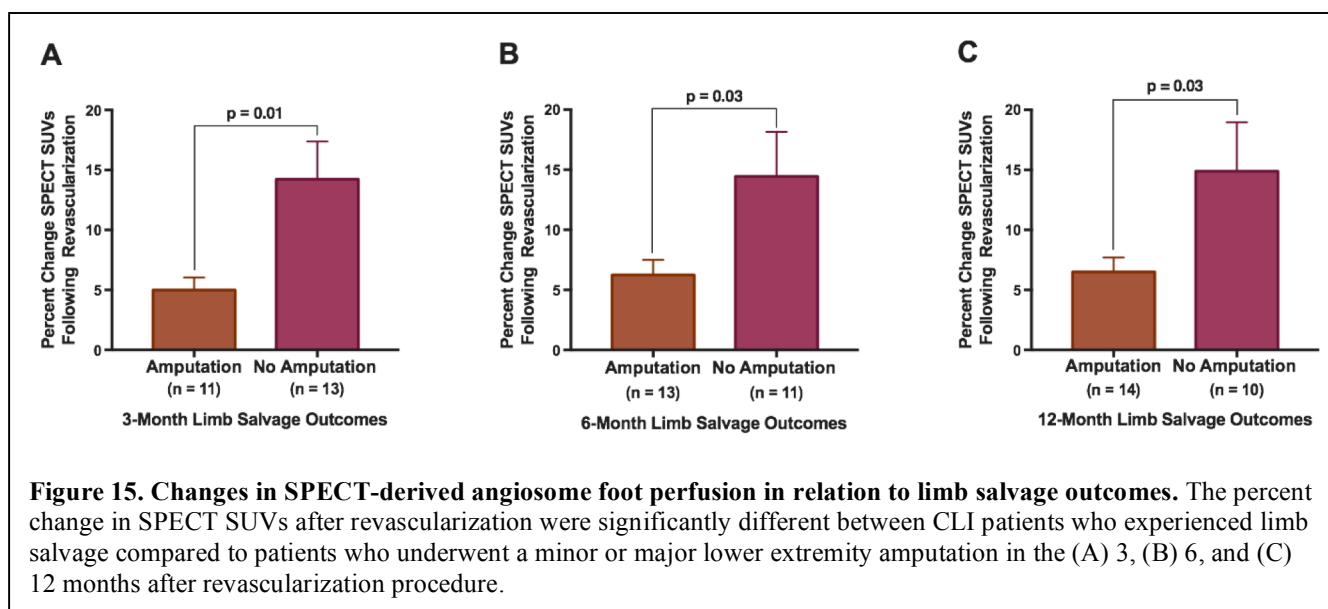 A
p = 0.01
Percent Change SPECT SUVs
Following Revascularization
20
15
10
5
0
Amputation No Amputation
(n = 11) (n = 13)
3-Month Limb Salvage Outcomes
B
p = 0.03
Percent Change SPECT SUVs
Following Revascularization
20
15
10
5
0
Amputation No Amputation
(n = 13) (n = 11)
6-Month Limb Salvage Outcomes
C
p = 0.03
Percent Change SPECT SUVs
Following Revascularization
20
15
10
5
0
Amputation No Amputation
(n = 14) (n = 10)
12-Month Limb Salvage Outcomes
Figure 15. Changes in SPECT-derived angiosome foot perfusion in relation to limb salvage outcomes. The percent
change in SPECT SUVs after revascularization were significantly different between CLI patients who experienced limb
salvage compared to patients who underwent a minor or major lower extremity amputation in the (A) 3, (B) 6, and (C)
12 months after revascularization procedure.